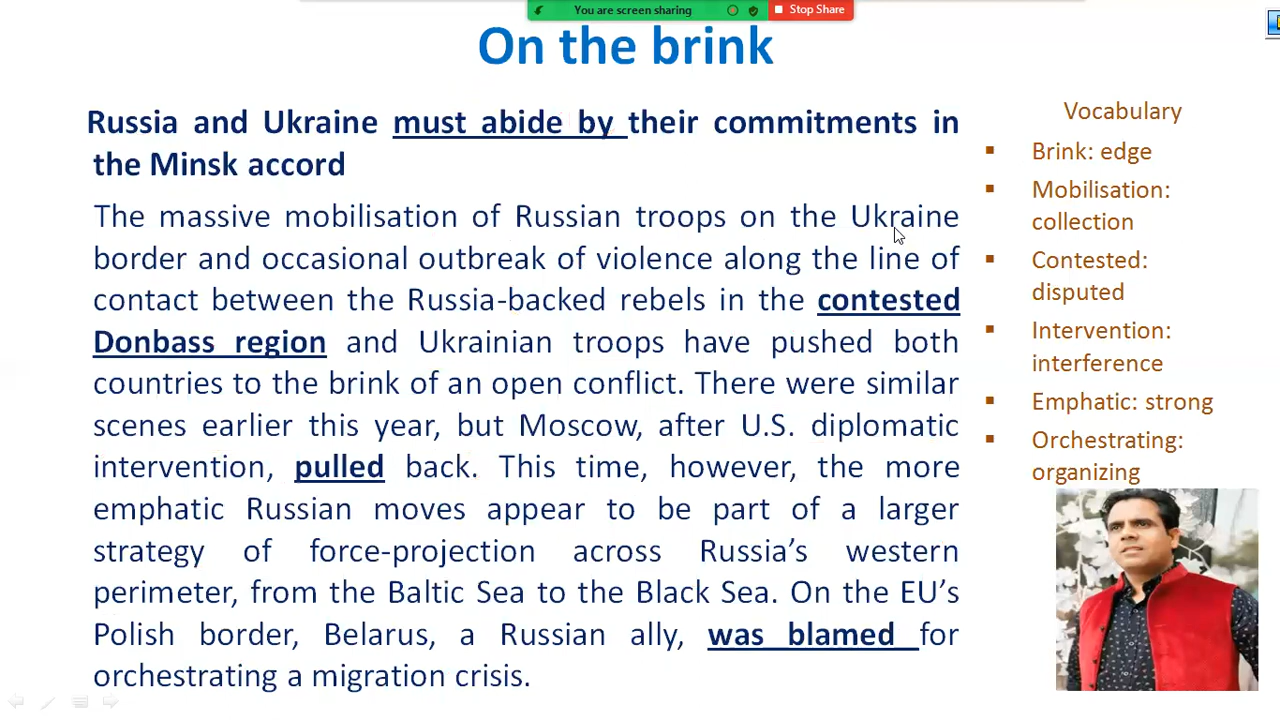 You are screen sharing
Stop Share
On the brink
Russia and Ukraine must abide by their commitments in
the Minsk accord
The massive mobilisation of Russian troops on the Ukraine
border and occasional outbreak of violence along the line of
contact between the Russia-backed rebels in the contested
Donbass region and Ukrainian troops have pushed both
countries to the brink of an open conflict. There were similar
scenes earlier this year, but Moscow, after U.S. diplomatic
intervention, pulled back. This time, however, the more
emphatic Russian moves appear to be part of a larger
strategy of force-projection across Russia’s western
perimeter, from the Baltic Sea to the Black Sea. On the EU’s
Polish border, Belarus, a Russian ally, was blamed for
orchestrating a migration crisis.
Vocabulary
Brink: edge
Mobilisation:
collection
Contested:
disputed
Intervention:
interference
Emphatic: strong
Orchestrating:
organizing